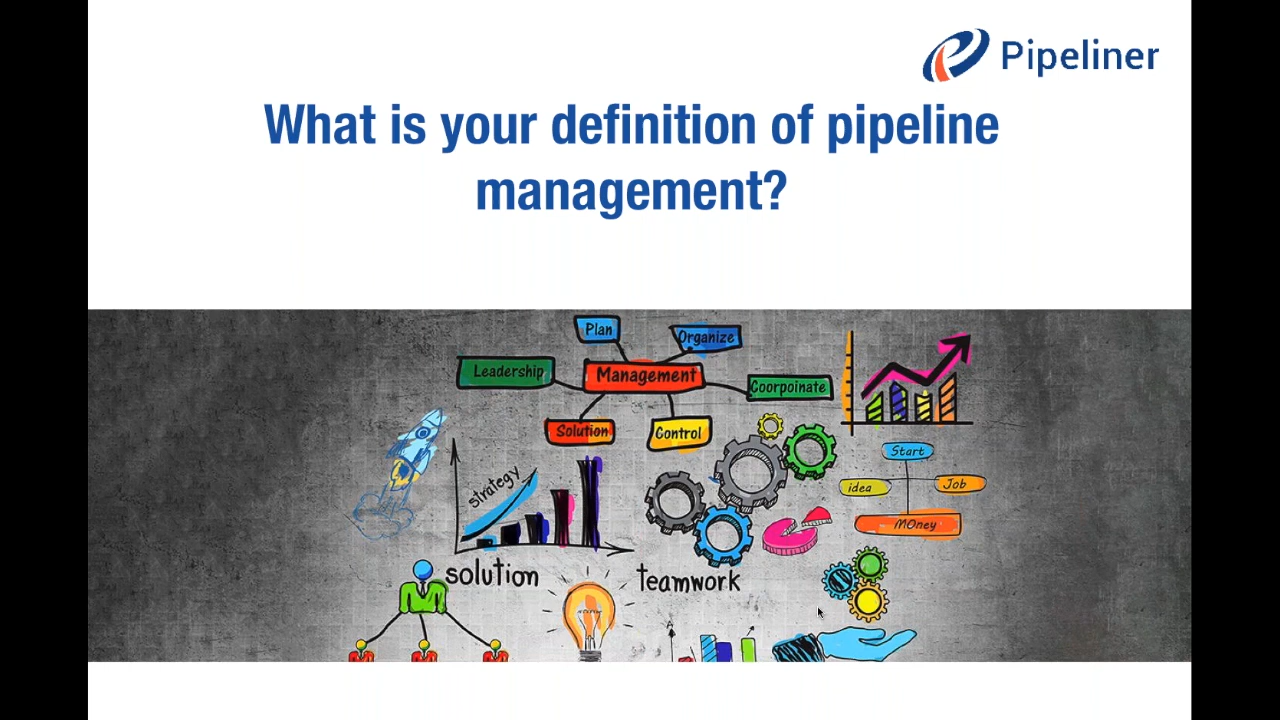 Pipeliner
What is your definition of pipeline
management?
Plan
Organize
Leadership
Management
Coorpoinate
Solution
Control
Start
strategy
idea
Job
MOney
solution
teamwork